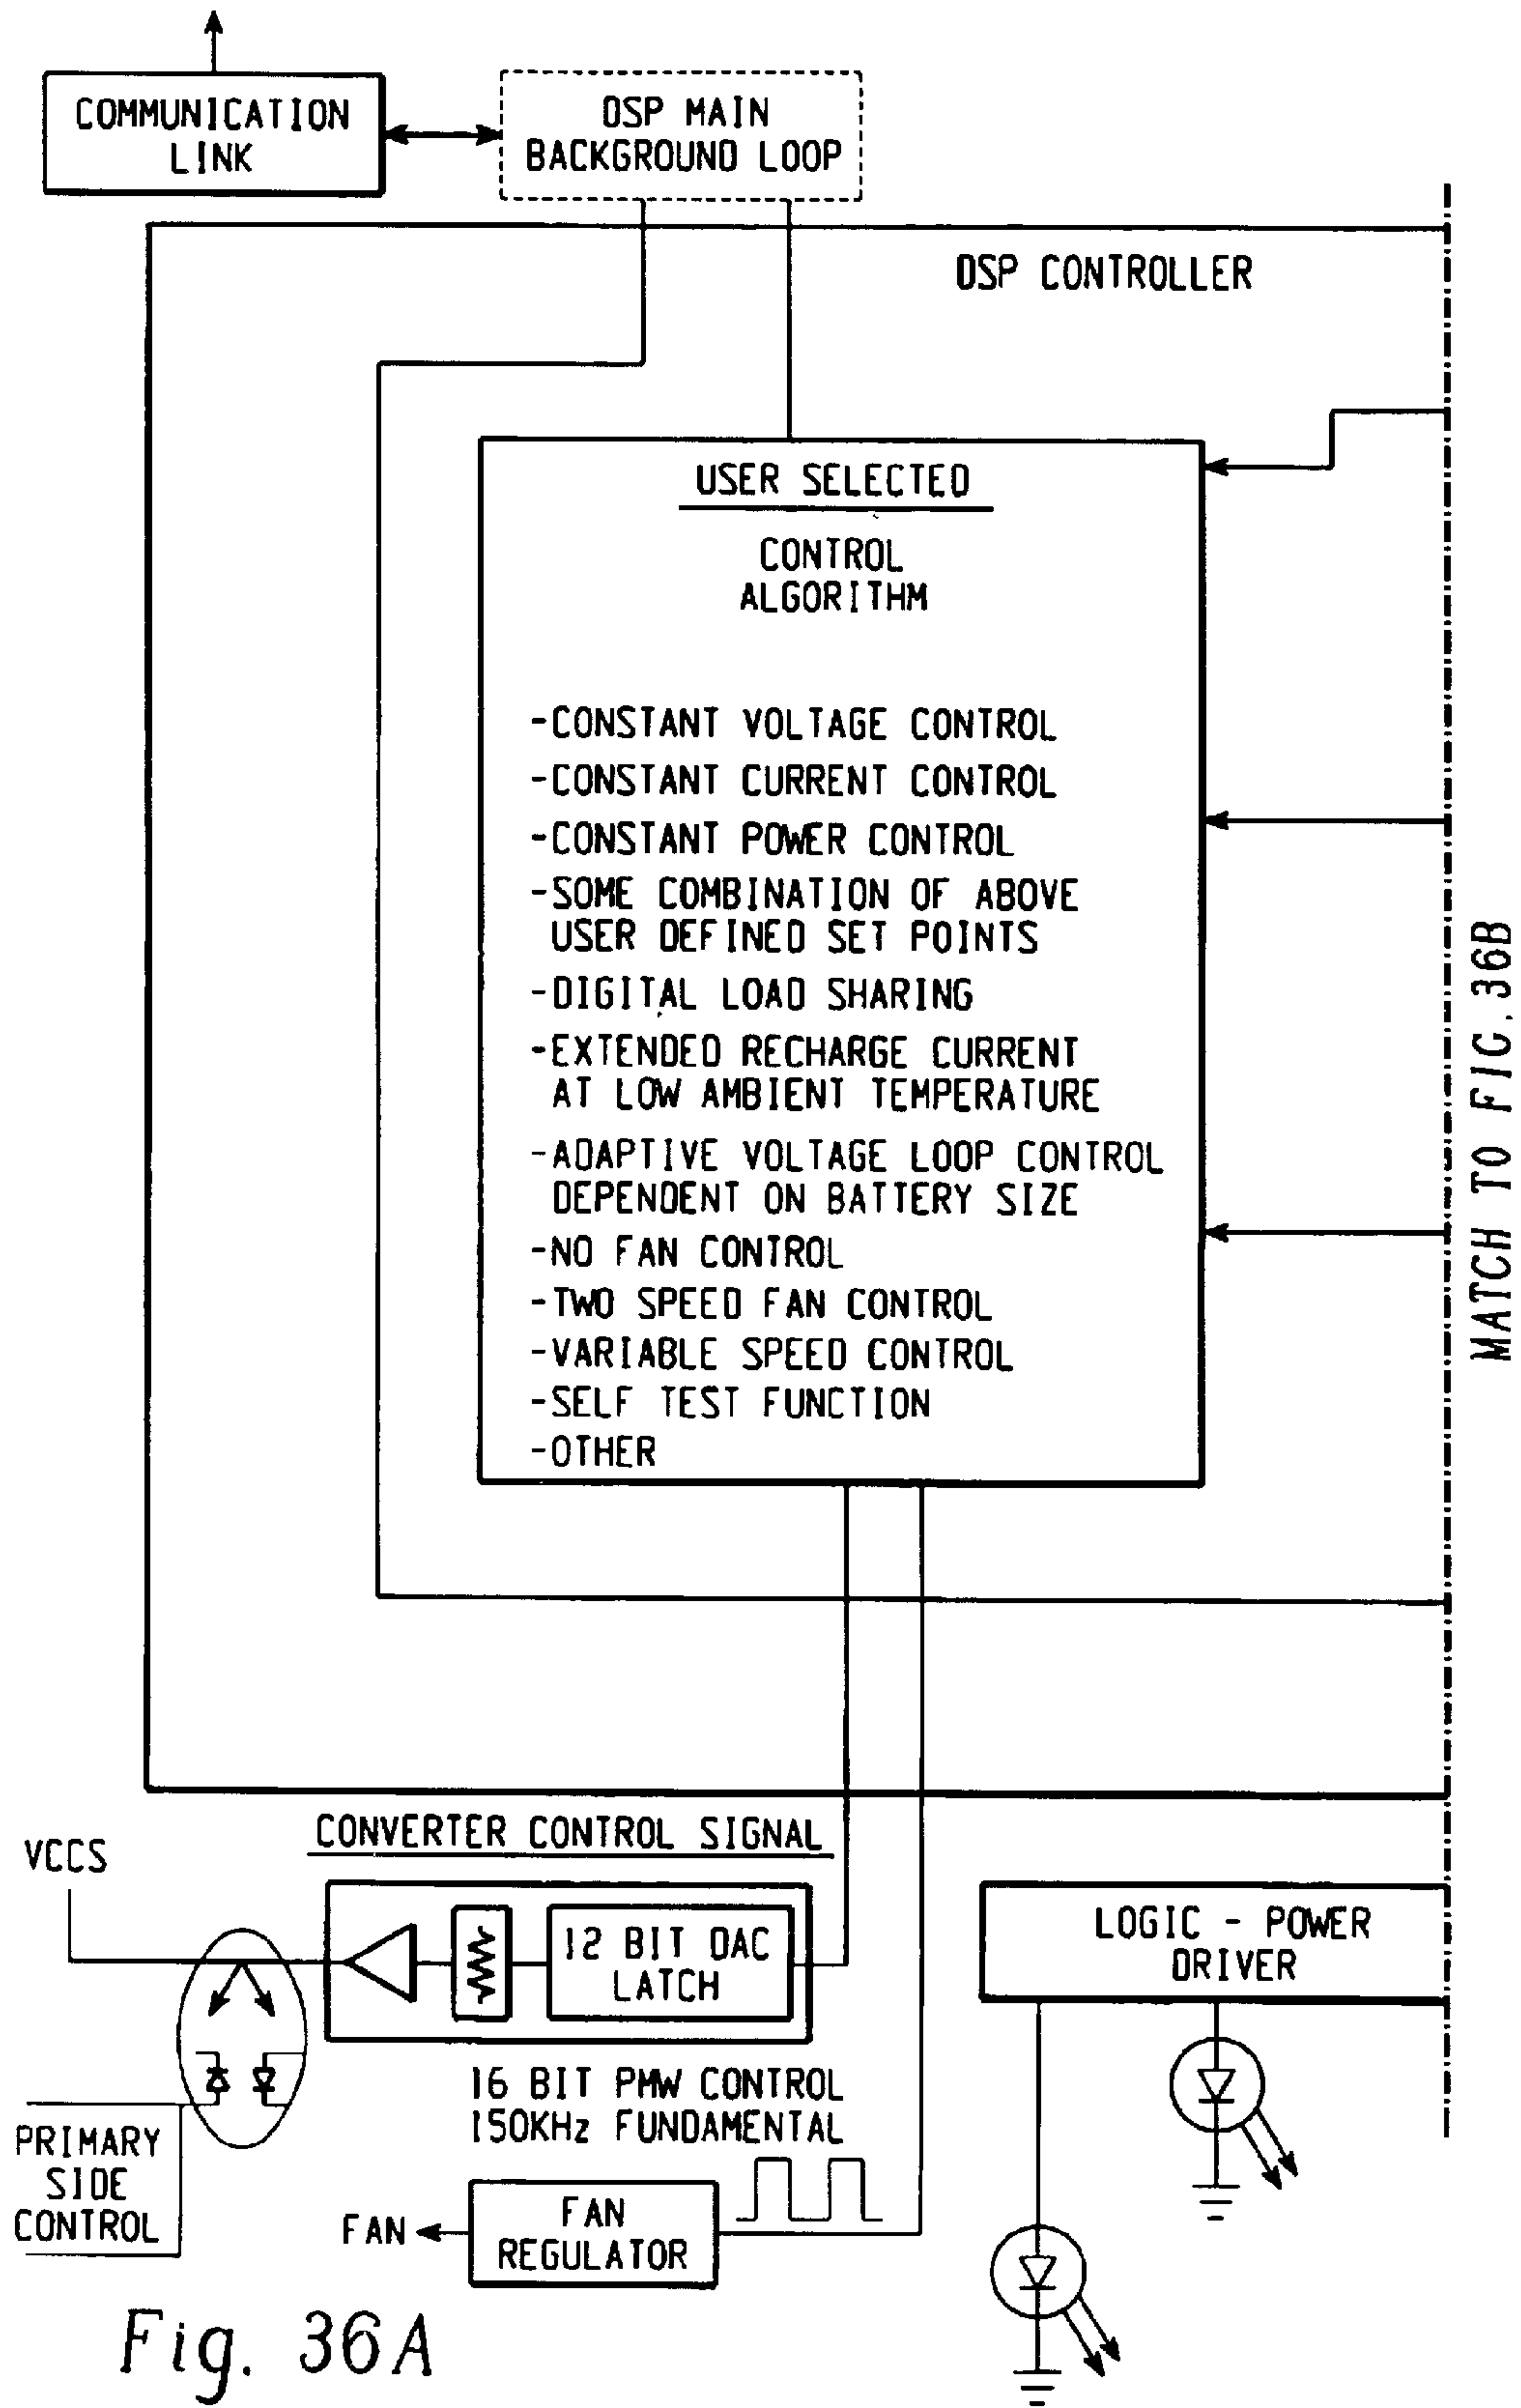 COMMUNICATION
LINK
DSP MAIN
BACKGROUND LOOP
DSP CONTROLLER
USER SELECTED
CONTROL
ALGORITHM
-CONSTANT VOLTAGE CONTROL
-CONSTANT CURRENT CONTROL
-CONSTANT POWER CONTROL
-SOME COMBINATION OF ABOVE
USER DEFINED SET POINTS
-DIGITAL LOAD SHARING
-EXTENDED RECHARGE CURRENT
AT LOW AMBIENT TEMPERATURE
-ADAPTIVE VOLTAGE LOOP CONTROL
DEPENDENT ON BATTERY SIZE
-NO FAN CONTROL
-TWO SPEED FAN CONTROL
-VARIABLE SPEED CONTROL
-SELF TEST FUNCTION
-OTHER
MATCH TO FIG. 36B
CONVERTER CONTROL SIGNAL
VCCS
12 BIT DAC
LATCH
LOGIC - POWER
DRIVER
16 BIT PMW CONTROL
150KHz FUNDAMENTAL
PRIMARY
SIDE
CONTROL
FAN
FAN
REGULATOR
Fig. 36A